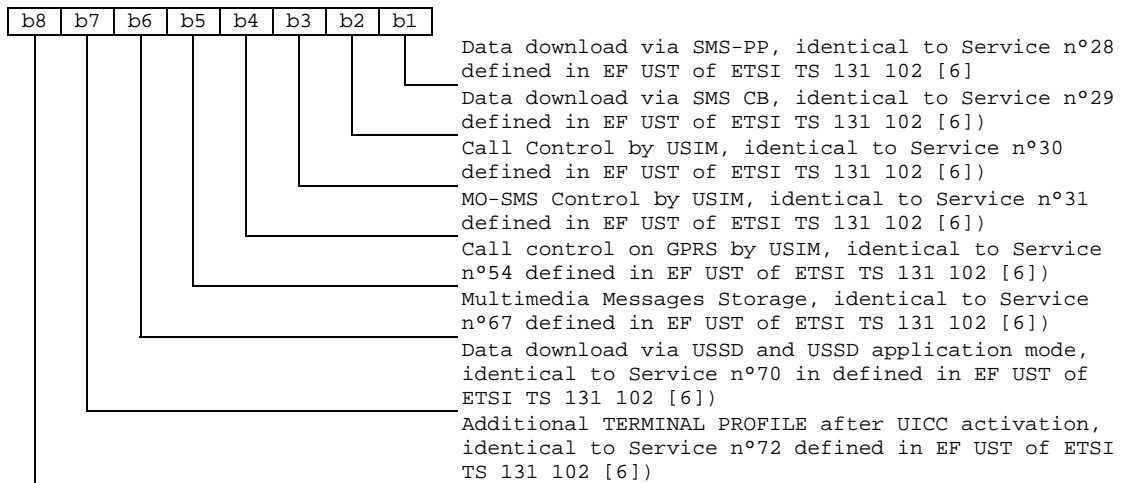 b8 b7 b6 b5 b4 b3 b2 b1
Data download via SMS-PP, identical to Service n°28
defined in EF UST of ETSI TS 131 102 [6]
Data download via SMS CB, identical to Service n°29
defined in EF UST of ETSI TS 131 102 [6])
Call Control by USIM, identical to Service n°30
defined in EF UST of ETSI TS 131 102 [6])
MO-SMS Control by USIM, identical to Service n°31
defined in EF UST of ETSI TS 131 102 [6])
Call control on GPRS by USIM, identical to Service
n°54 defined in EF UST of ETSI TS 131 102 [6])
Multimedia Messages Storage, identical to Service
n°67 defined in EF UST of ETSI TS 131 102 [6])
Data download via USSD and USSD application mode,
identical to Service n°70 in defined in EF UST of
ETSI TS 131 102 [6])
Additional TERMINAL PROFILE after UICC activation,
identical to Service n°72 defined in EF UST of ETSI
TS 131 102 [6])